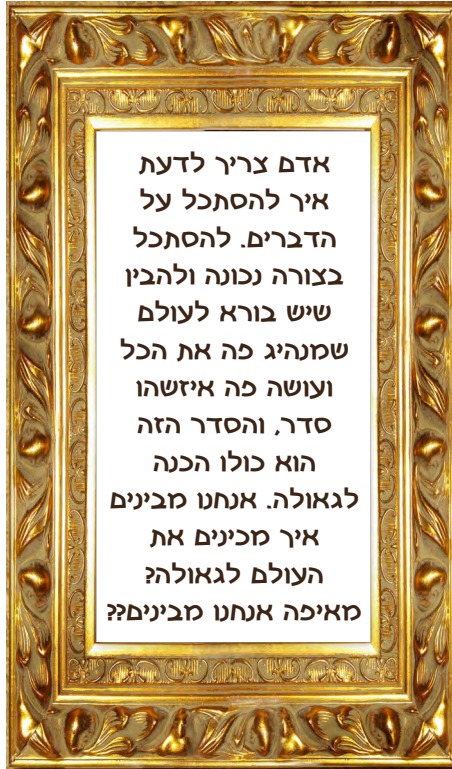 אדם צריך לדעת
איך להסתכל על
הדברים. להסתכל
בצורה נכונה ולהבין
שיש בורא לעולם
שמנהיג פה את הכל
ועושה פה איזשהו
סדר, והסדר הזה
הוא כולו הכנה
לגאולה. אנחנו מבינים
איך מכינים את
העולם לגאולה?
מאיפה אנחנו מבינים??